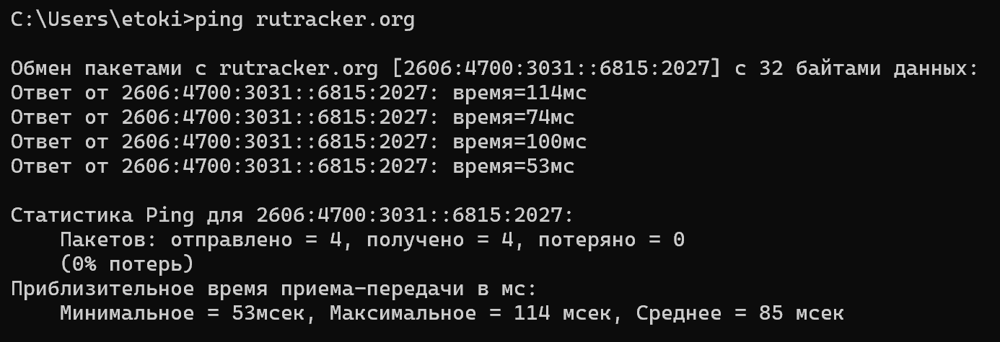 C:\Users\etoki>ping rutracker.org
Обмен пакетами с rutracker.org [2606:4700:3031::6815:2027] с 32 байтами данных:
Ответ от 2606:4700:3031::6815:2027: время=114мс
Ответ от 2606:4700:3031::6815:2027: время=74мс
Ответ от 2606:4700:3031::6815:2027: время=100мс
Ответ от 2606:4700:3031::6815:2027: время=53мс
Статистика Ping для 2606:4700:3031::6815:2027:
    Пакетов: отправлено = 4, получено = 4, потеряно = 0
    (0% потерь)
Приблизительное время приема-передачи в мс:
    Минимальное = 53мсек, Максимальное = 114 мсек, Среднее = 85 мсек